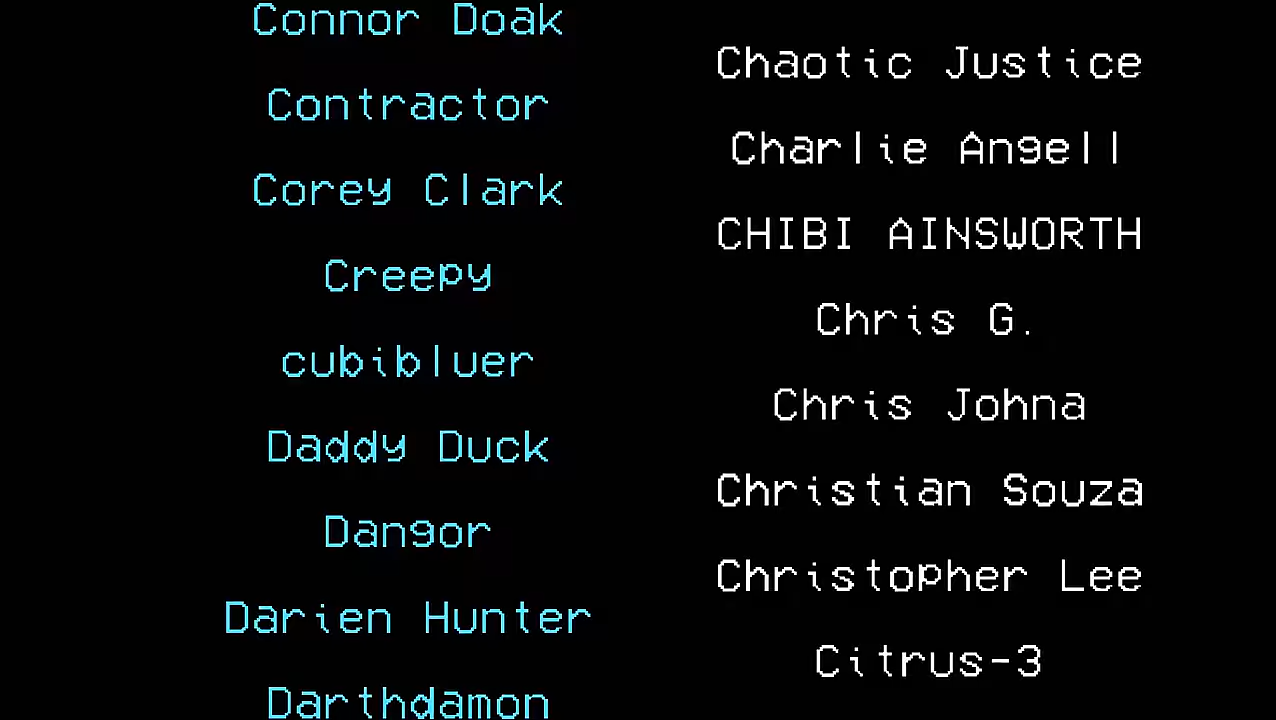 Connor Doak
Contractor
Corey Clark
Creepy
cubibluer
Daddy Duck
Dangor
Darien Hunter
Darthdamon
Chaotic Justice
Charlie Angell
CHIBI AINSWORTH
Chris G.
Chris Johna
Christian Souza
Christopher Lee
Citrus-3